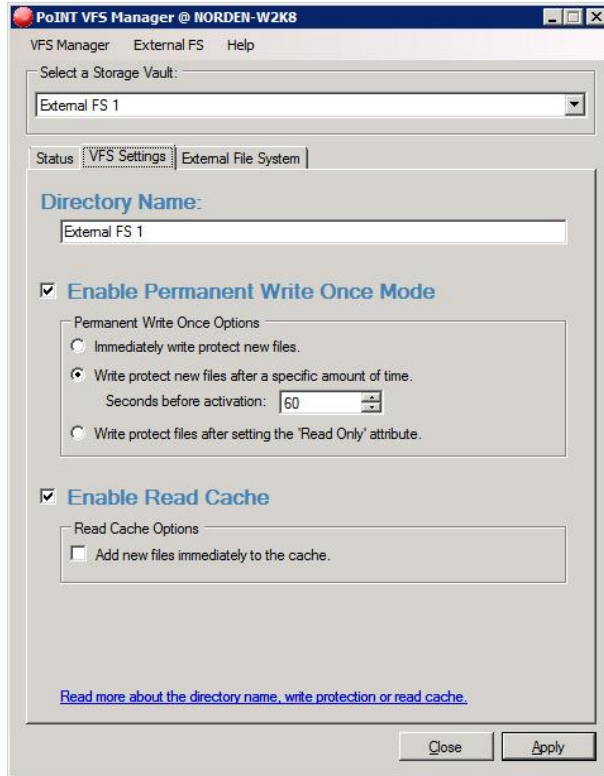 PoINT VFS Manager @ NORDEN-W2K8
VFS Manager External FS Help
Select a Storage Vault:
External FS 1
Status VFS Settings External File System
Directory Name:
External FS 1
Enable Permanent Write Once Mode
Permanent Write Once Options
Immediately write protect new files.
Write protect new files after a specific amount of time.
Seconds before activation: 60
Write protect files after setting the 'Read Only' attribute.
Enable Read Cache
Read Cache Options
Add new files immediately to the cache.
Read more about the directory name, write protection or read cache.
Close Apply